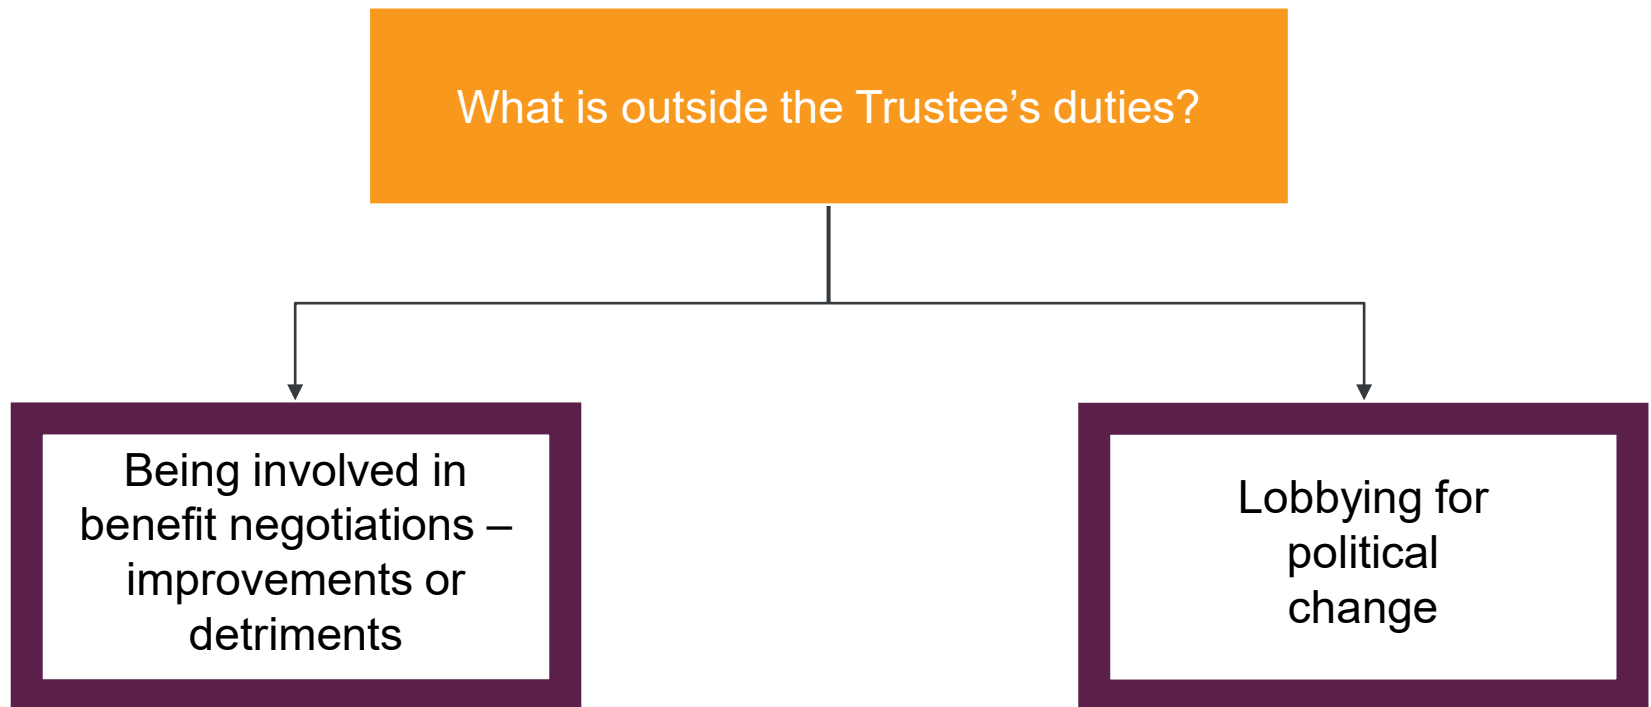 What is outside the Trustee’s duties?
Being involved in
benefit negotiations –
improvements or
detriments
Lobbying for
political
change